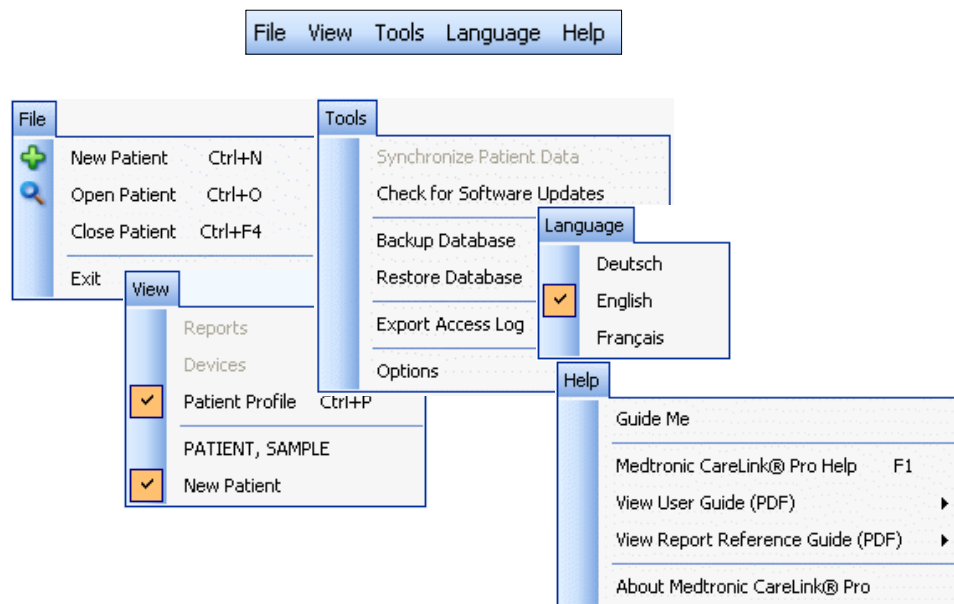 File View Tools Language Help
File
New Patient Ctrl+N
Open Patient Ctrl+O
Close Patient Ctrl+F4
Exit
View
Reports
Devices
Patient Profile Ctrl+P
PATIENT, SAMPLE
New Patient
Tools
Synchronize Patient Data
Check for Software Updates
Backup Database
Restore Database
Export Access Log
Options
Language
Deutsch
English
Français
Help
Guide Me
Medtronic CareLink® Pro Help F1
View User Guide (PDF)
View Report Reference Guide (PDF)
About Medtronic CareLink® Pro